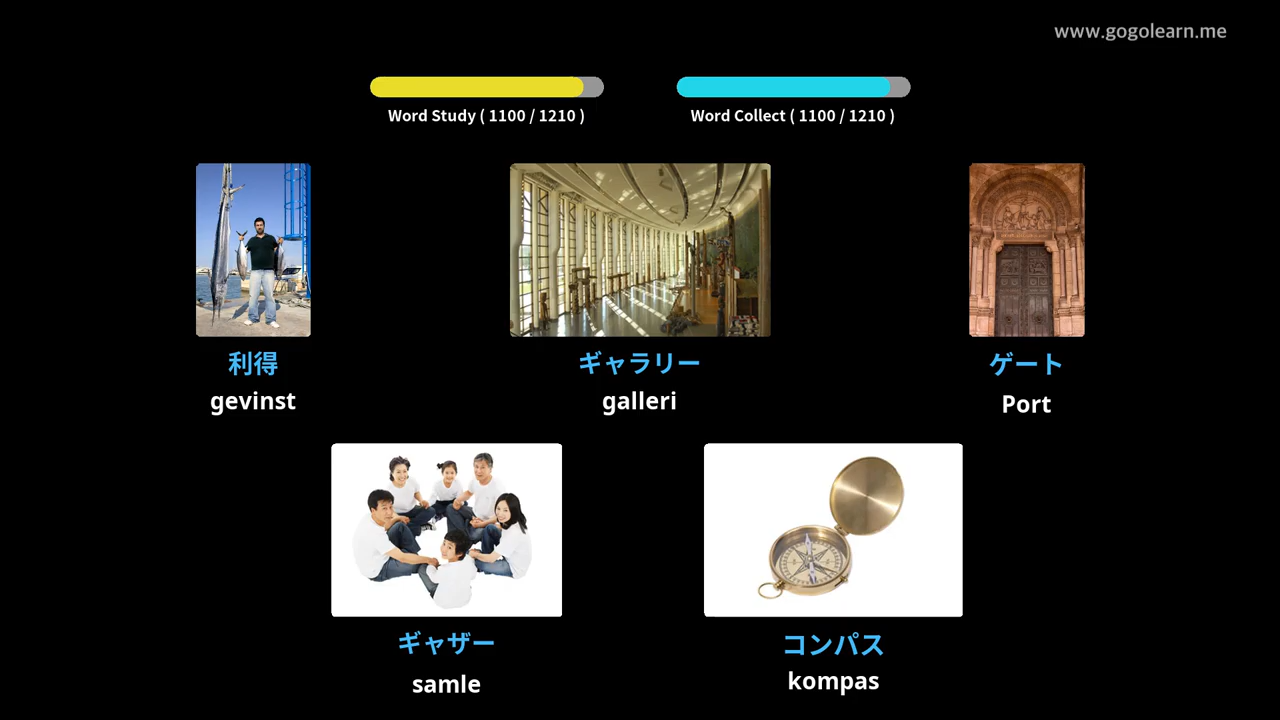 www.gogolearn.me
Word Study ( 1100 / 1210 )
Word Collect ( 1100 / 1210 )
利得
gevinst
ギャラリー
galleri
ゲート
Port
ギャザー
samle
コンパス
kompas